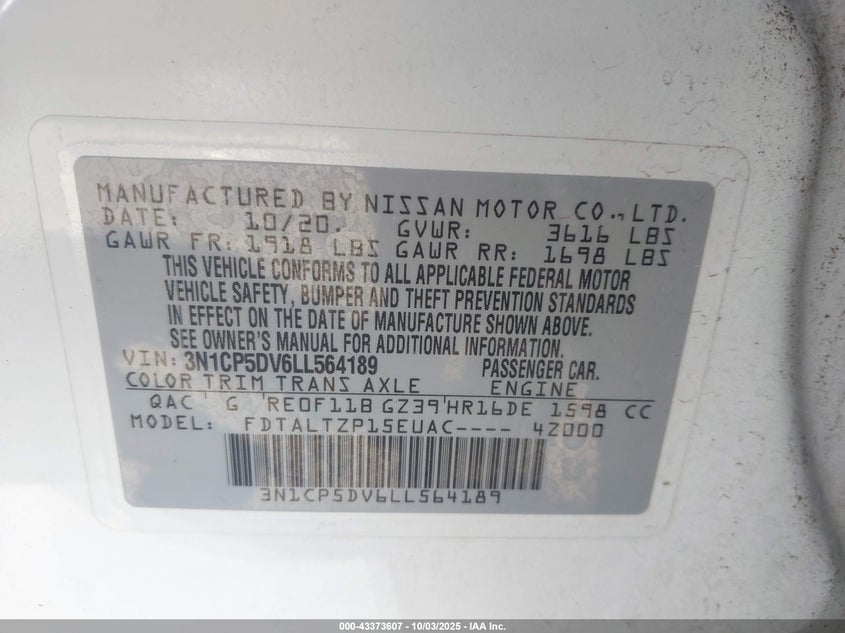 MANUFACTURED BY NISSAN MOTOR CO., LTD.
DATE: 10/20. GVWR: 3616 LBS
GAWR FR: 1918 LBS GAWR RR: 1698 LBS
THIS VEHICLE CONFORMS TO ALL APPLICABLE FEDERAL MOTOR
VEHICLE SAFETY, BUMPER AND THEFT PREVENTION STANDARDS
IN EFFECT ON THE DATE OF MANUFACTURE SHOWN ABOVE.
SEE OWNER'S MANUAL FOR ADDITIONAL INFORMATION.
VIN: 3N1CP5DV6LL564189 PASSENGER CAR.
COLOR TRIM TRANS AXLE ENGINE
QAC G RE0F11B GZ39 HR16DE 1598 CC
MODEL: FDTALTZP15EUAC---- 42000
3N1CP5DV6LL564189
000-43373607 - 10/03/2025 - IAA Inc.